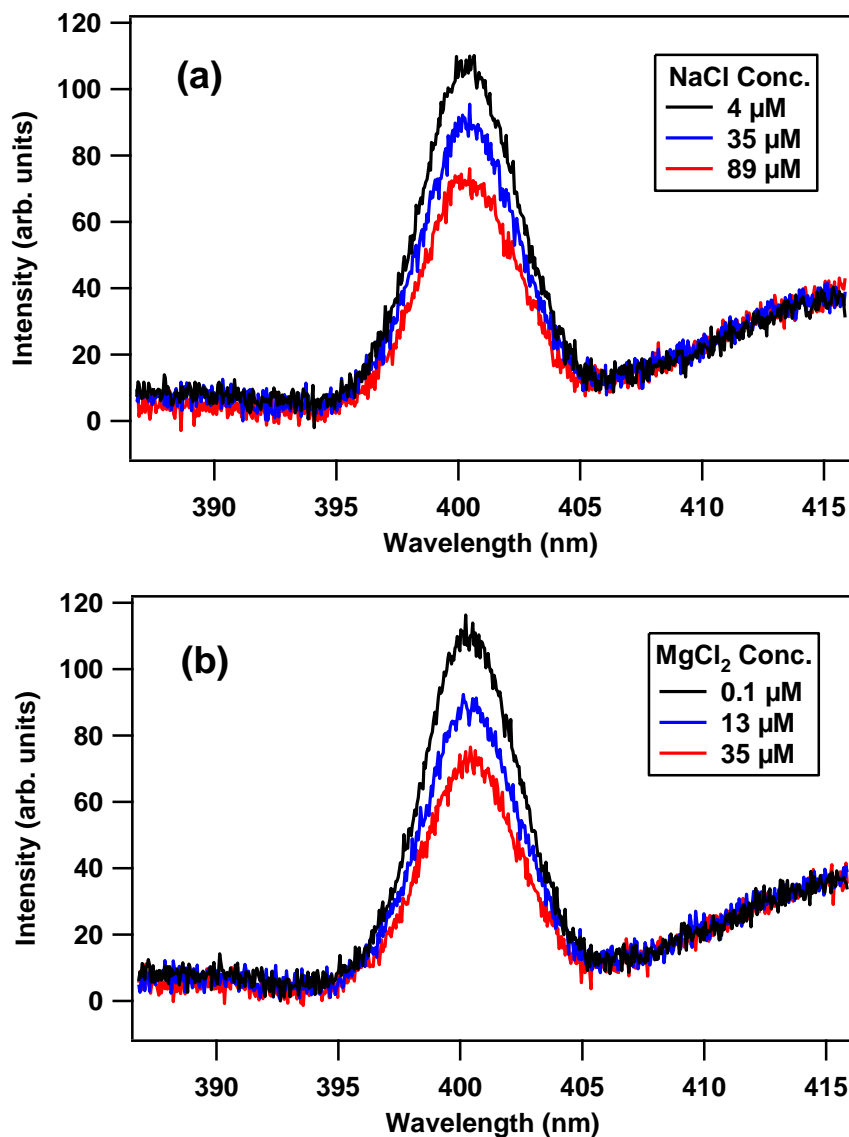 120
100
80
60
40
20
0
Intensity (arb. units)
(a)
NaCl Conc.
4 µM
35 µM
89 µM
390 395 400 405 410 415
Wavelength (nm)
120
100
80
60
40
20
0
Intensity (arb. units)
(b)
MgCl₂ Conc.
0.1 µM
13 µM
35 µM
390 395 400 405 410 415
Wavelength (nm)